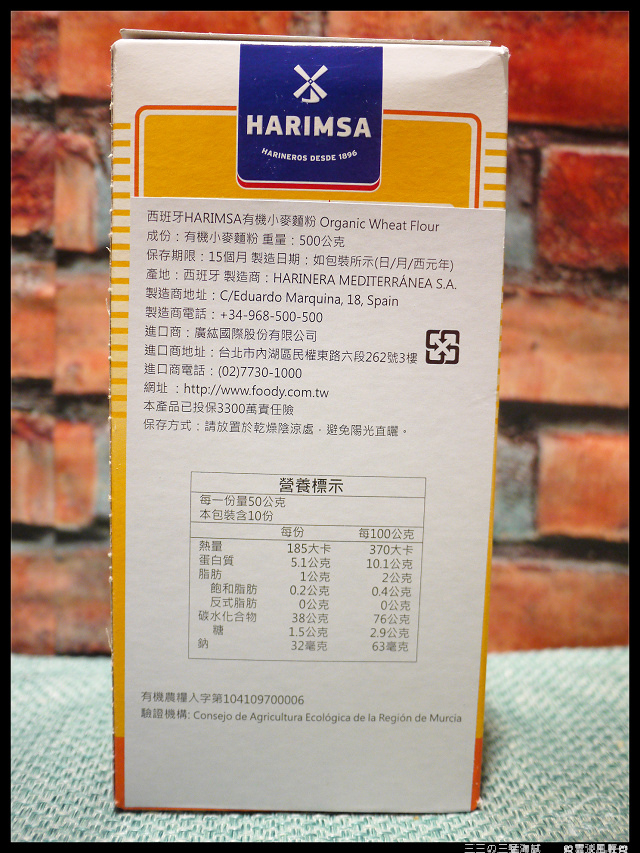 HARIMSA
HARINEROS DESDE 1896
西班牙HARIMSA有機小麥麵粉 Organic Wheat Flour
成份：有機小麥麵粉 重量：500公克
保存期限：15個月 製造日期：如包裝所示(日/月/西元年)
產地：西班牙 製造商：HARINERA MEDITERRÁNEA S.A.
製造商地址：C/Eduardo Marquina, 18, Spain
製造商電話：+34-968-500-500
進口商：廣紘國際股份有限公司
進口商地址：台北市內湖區民權東路六段262號3樓
進口商電話：(02)7730-1000
網址：http://www.foody.com.tw
本產品已投保3300萬責任險
保存方式：請放置於乾燥陰涼處，避免陽光直曬。
營養標示
每一份量50公克
本包裝含10份
每份 每100公克
熱量 185大卡 370大卡
蛋白質 5.1公克 10.1公克
脂肪 1公克 2公克
飽和脂肪 0.2公克 0.4公克
反式脂肪 0公克 0公克
碳水化合物 38公克 76公克
糖 1.5公克 2.9公克
鈉 32毫克 63毫克
有機農糧入字第104109700006
驗證機構: Consejo de Agricultura Ecológica de la Región de Murcia
三三の三號海賊 雲淡風輕